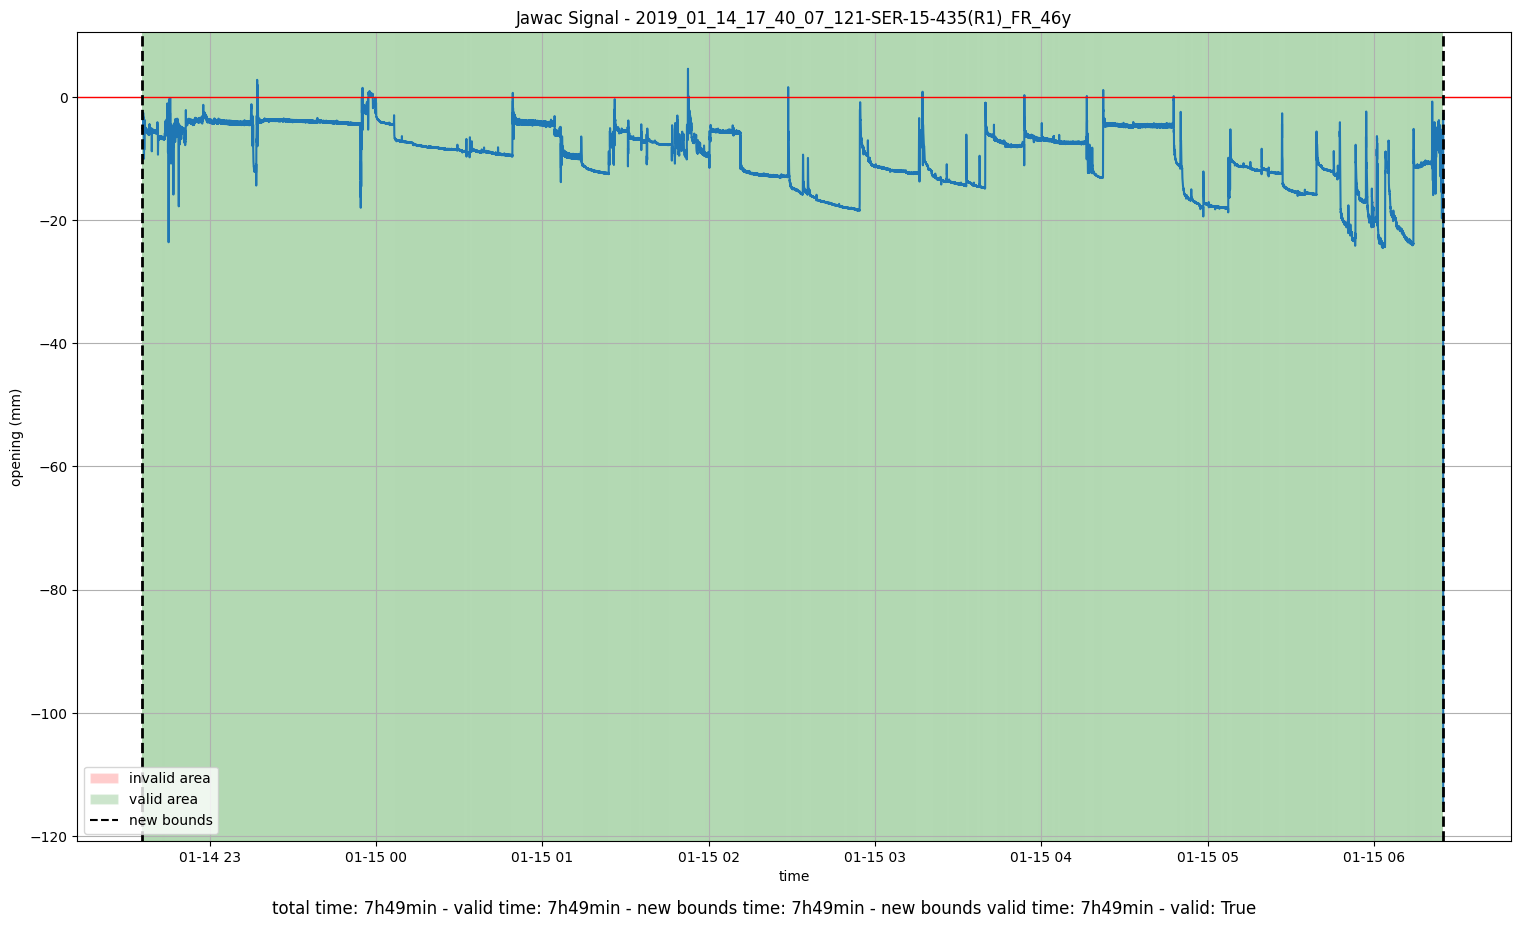 Jawac Signal - 2019_01_14_17_40_07_121-SER-15-435(R1)_FR_46y
opening (mm)
0
−20
−40
−60
−80
−100
−120
invalid area
valid area
new bounds
01-14 23
01-15 00
01-15 01
01-15 02
01-15 03
01-15 04
01-15 05
01-15 06
time
total time: 7h49min - valid time: 7h49min - new bounds time: 7h49min - new bounds valid time: 7h49min - valid: True